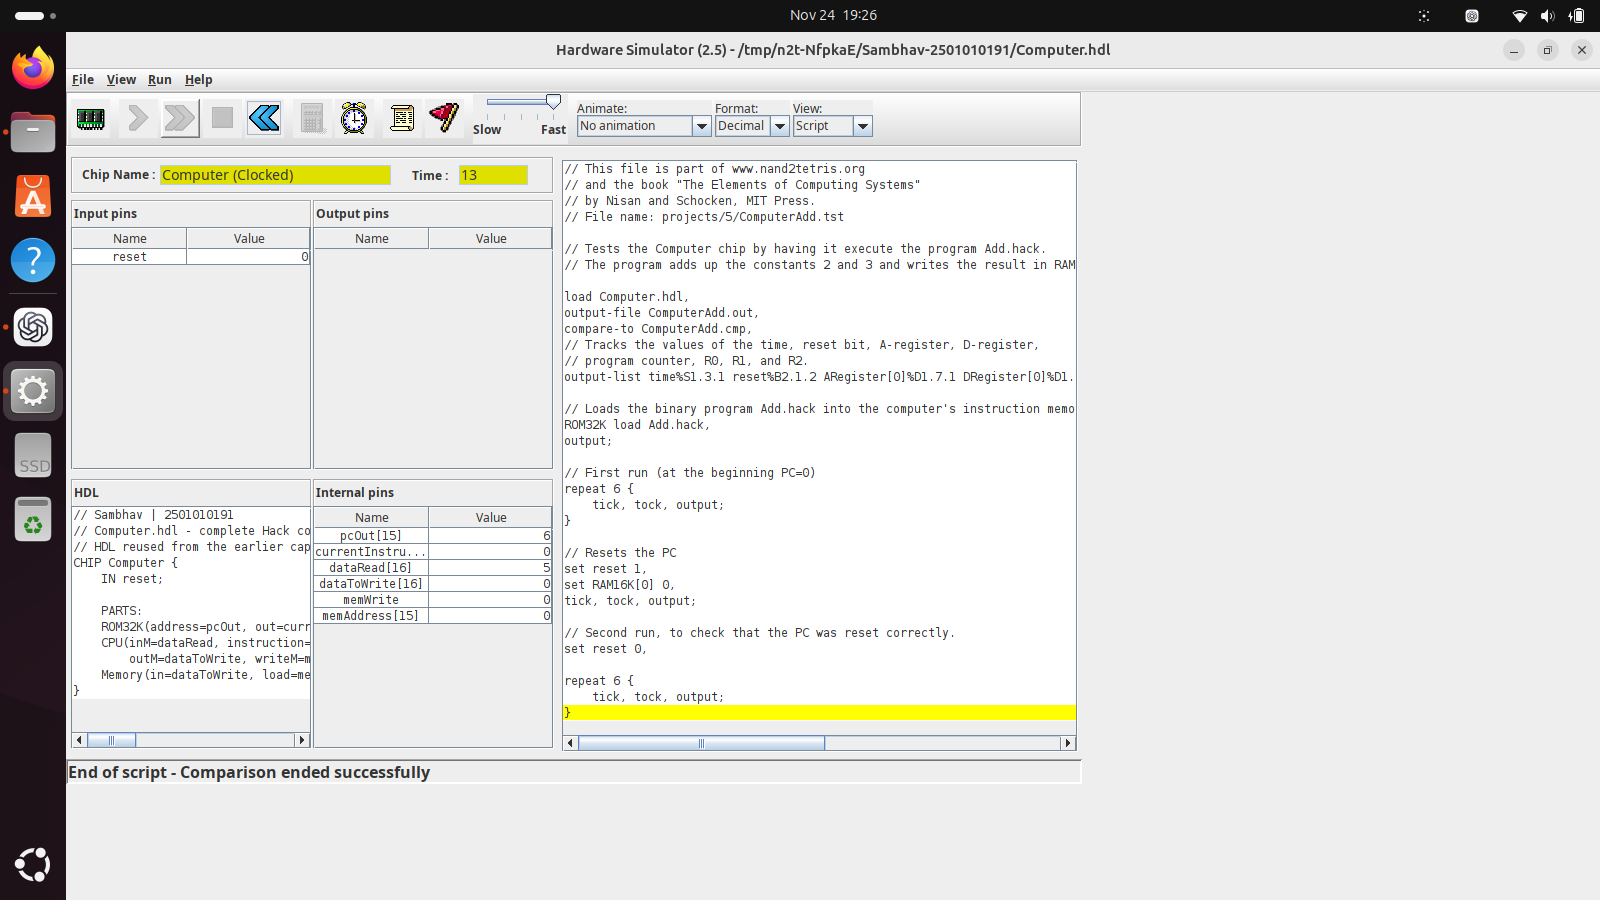 Nov 24 19:26
Hardware Simulator (2.5) - /tmp/n2t-NfpkaE/Sambhav-2501010191/Computer.hdl
File View Run Help
Slow Fast
Animate:
No animation
Format:
Decimal
View:
Script
Chip Name : Computer (Clocked) Time : 13
Input pins
Name Value
reset 0
Output pins
Name Value
HDL
// Sambhav | 2501010191
// Computer.hdl - complete Hack co
// HDL reused from the earlier cap
CHIP Computer {
IN reset;
PARTS:
ROM32K(address=pcOut, out=curr
CPU(inM=dataRead, instruction=
outM=dataToWrite, writeM=m
Memory(in=dataToWrite, load=me
}
Internal pins
Name Value
pcOut[15] 6
currentInstru... 0
dataRead[16] 5
dataToWrite[16] 0
memWrite 0
memAddress[15] 0
// This file is part of www.nand2tetris.org
// and the book "The Elements of Computing Systems"
// by Nisan and Schocken, MIT Press.
// File name: projects/5/ComputerAdd.tst
// Tests the Computer chip by having it execute the program Add.hack.
// The program adds up the constants 2 and 3 and writes the result in RAM
load Computer.hdl,
output-file ComputerAdd.out,
compare-to ComputerAdd.cmp,
// Tracks the values of the time, reset bit, A-register, D-register,
// program counter, R0, R1, and R2.
output-list time%S1.3.1 reset%B2.1.2 ARegister[0]%D1.7.1 DRegister[0]%D1.
// Loads the binary program Add.hack into the computer's instruction memo
ROM32K load Add.hack,
output;
// First run (at the beginning PC=0)
repeat 6 {
tick, tock, output;
}
// Resets the PC
set reset 1,
set RAM16K[0] 0,
tick, tock, output;
// Second run, to check that the PC was reset correctly.
set reset 0,
repeat 6 {
tick, tock, output;
}
End of script - Comparison ended successfully
SSD